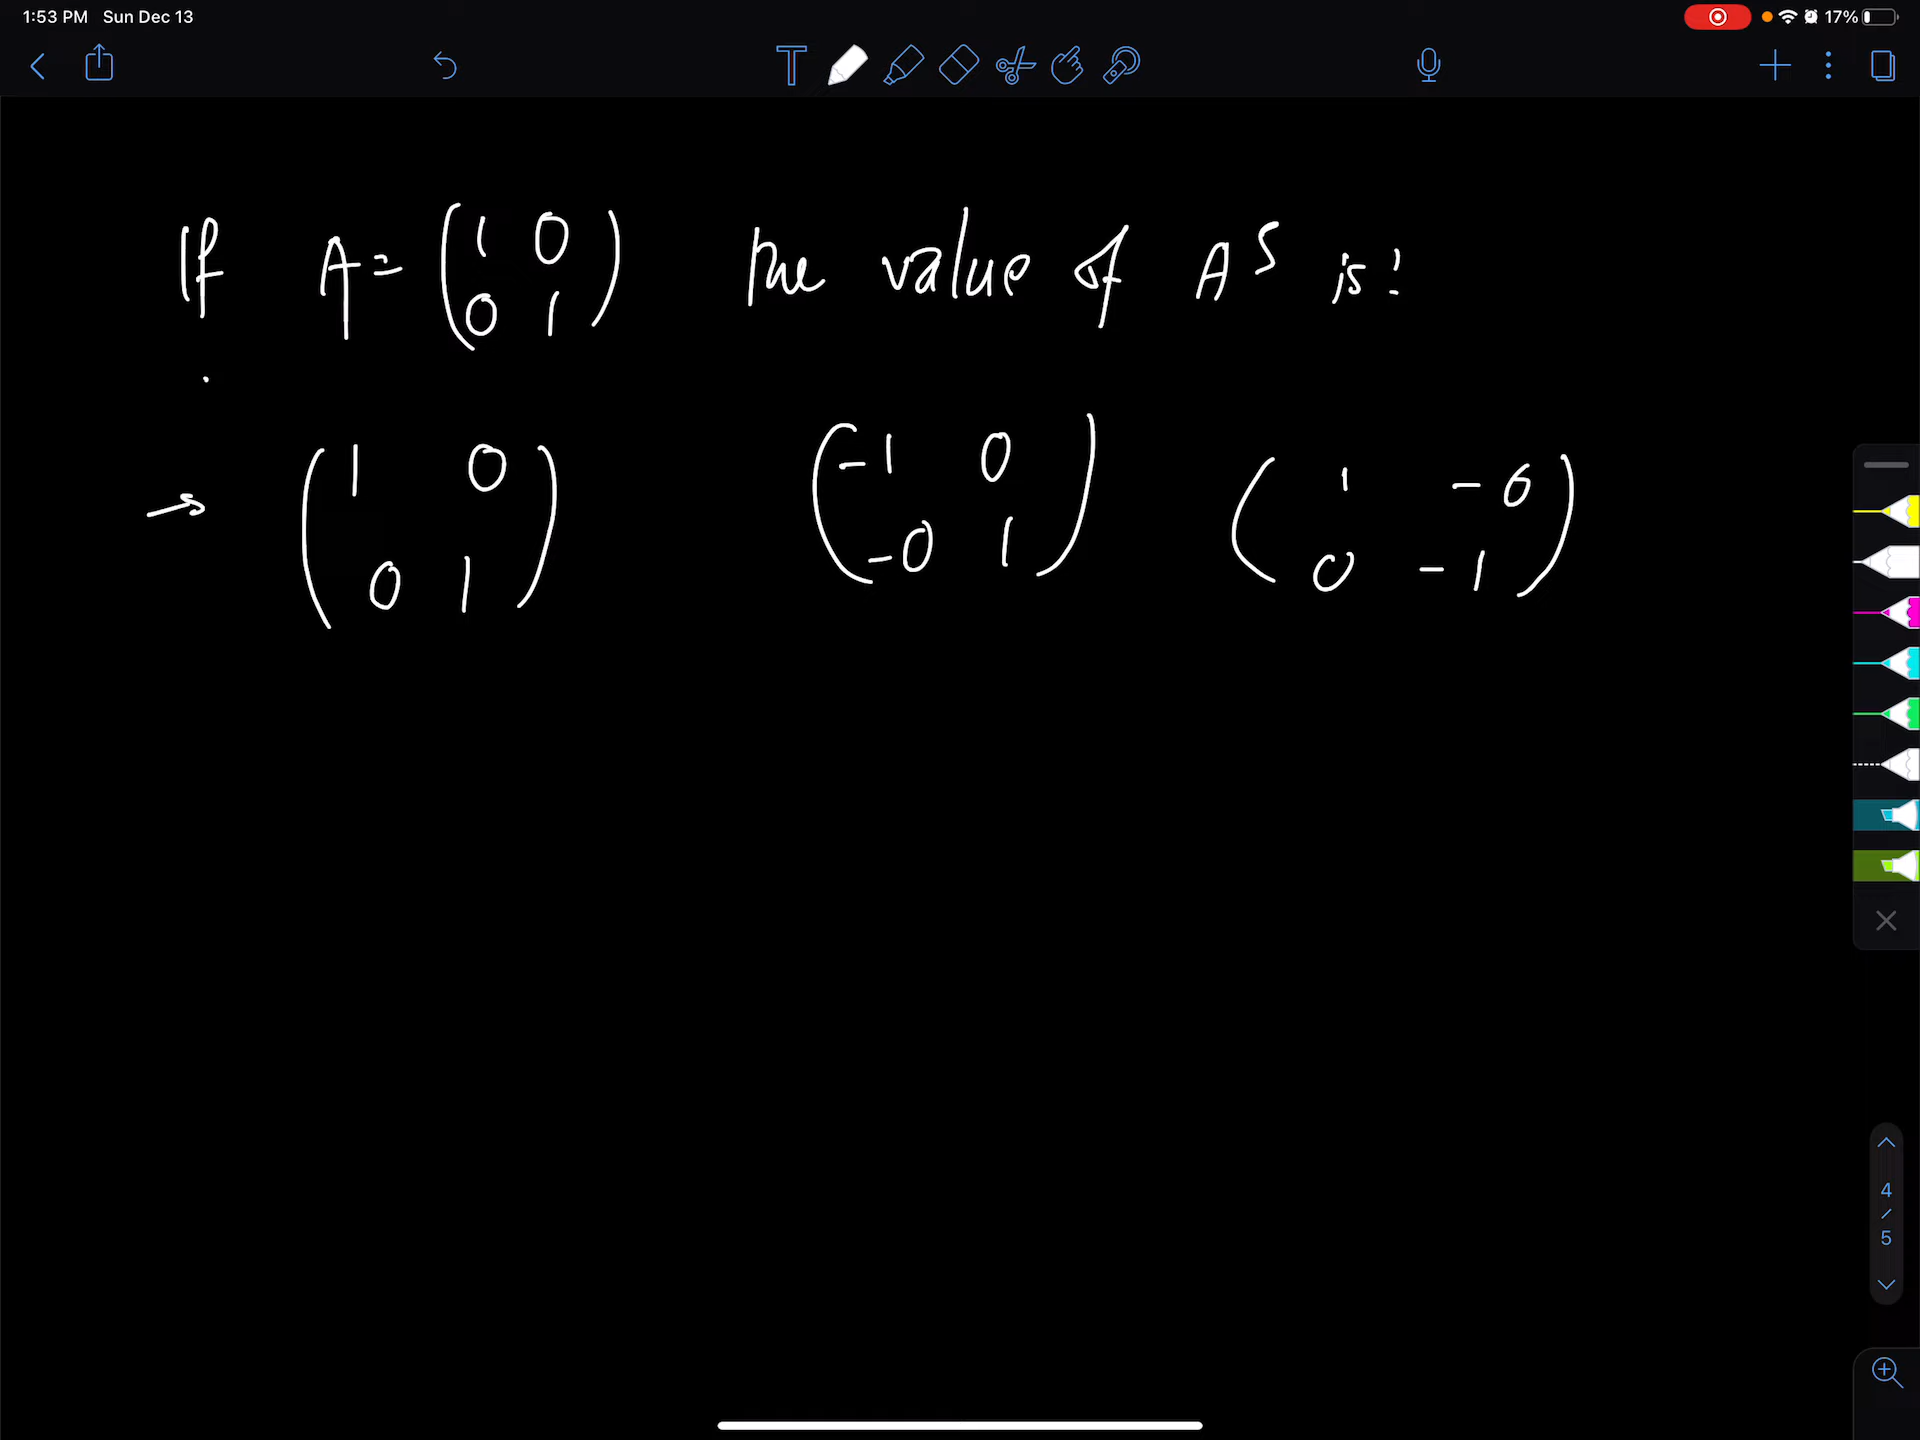 1:53 PM Sun Dec 13
17%
T
If A = (1 0 / 0 1) the value of A^5 is:
→ (1 0 / 0 1) (-1 0 / -0 1) (1 -0 / 0 -1)
4
/
5